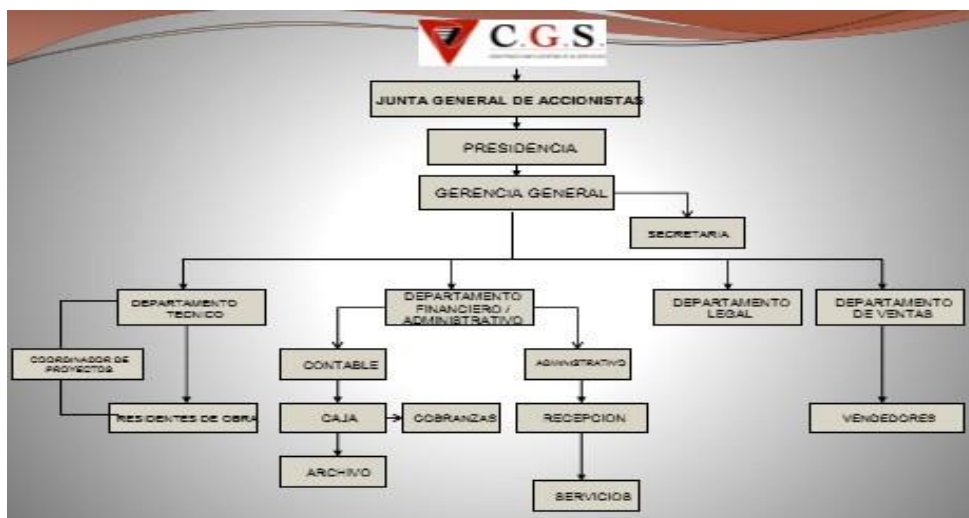 C.G.S.
JUNTA GENERAL DE ACCIONISTAS
PRESIDENCIA
GERENCIA GENERAL
SECRETARIA
DEPARTAMENTO
TECNICO
DEPARTAMENTO
FINANCIERO /
ADMINISTRATIVO
DEPARTAMENTO
LEGAL
DEPARTAMENTO
DE VENTAS
COORDINADOR DE
PROYECTOS
CONTABLE
ADMINISTRATIVO
RESIDENTES DE OBRA
CAJA
COBRANZAS
RECEPCION
VENDEDORES
ARCHIVO
SERVICIOS